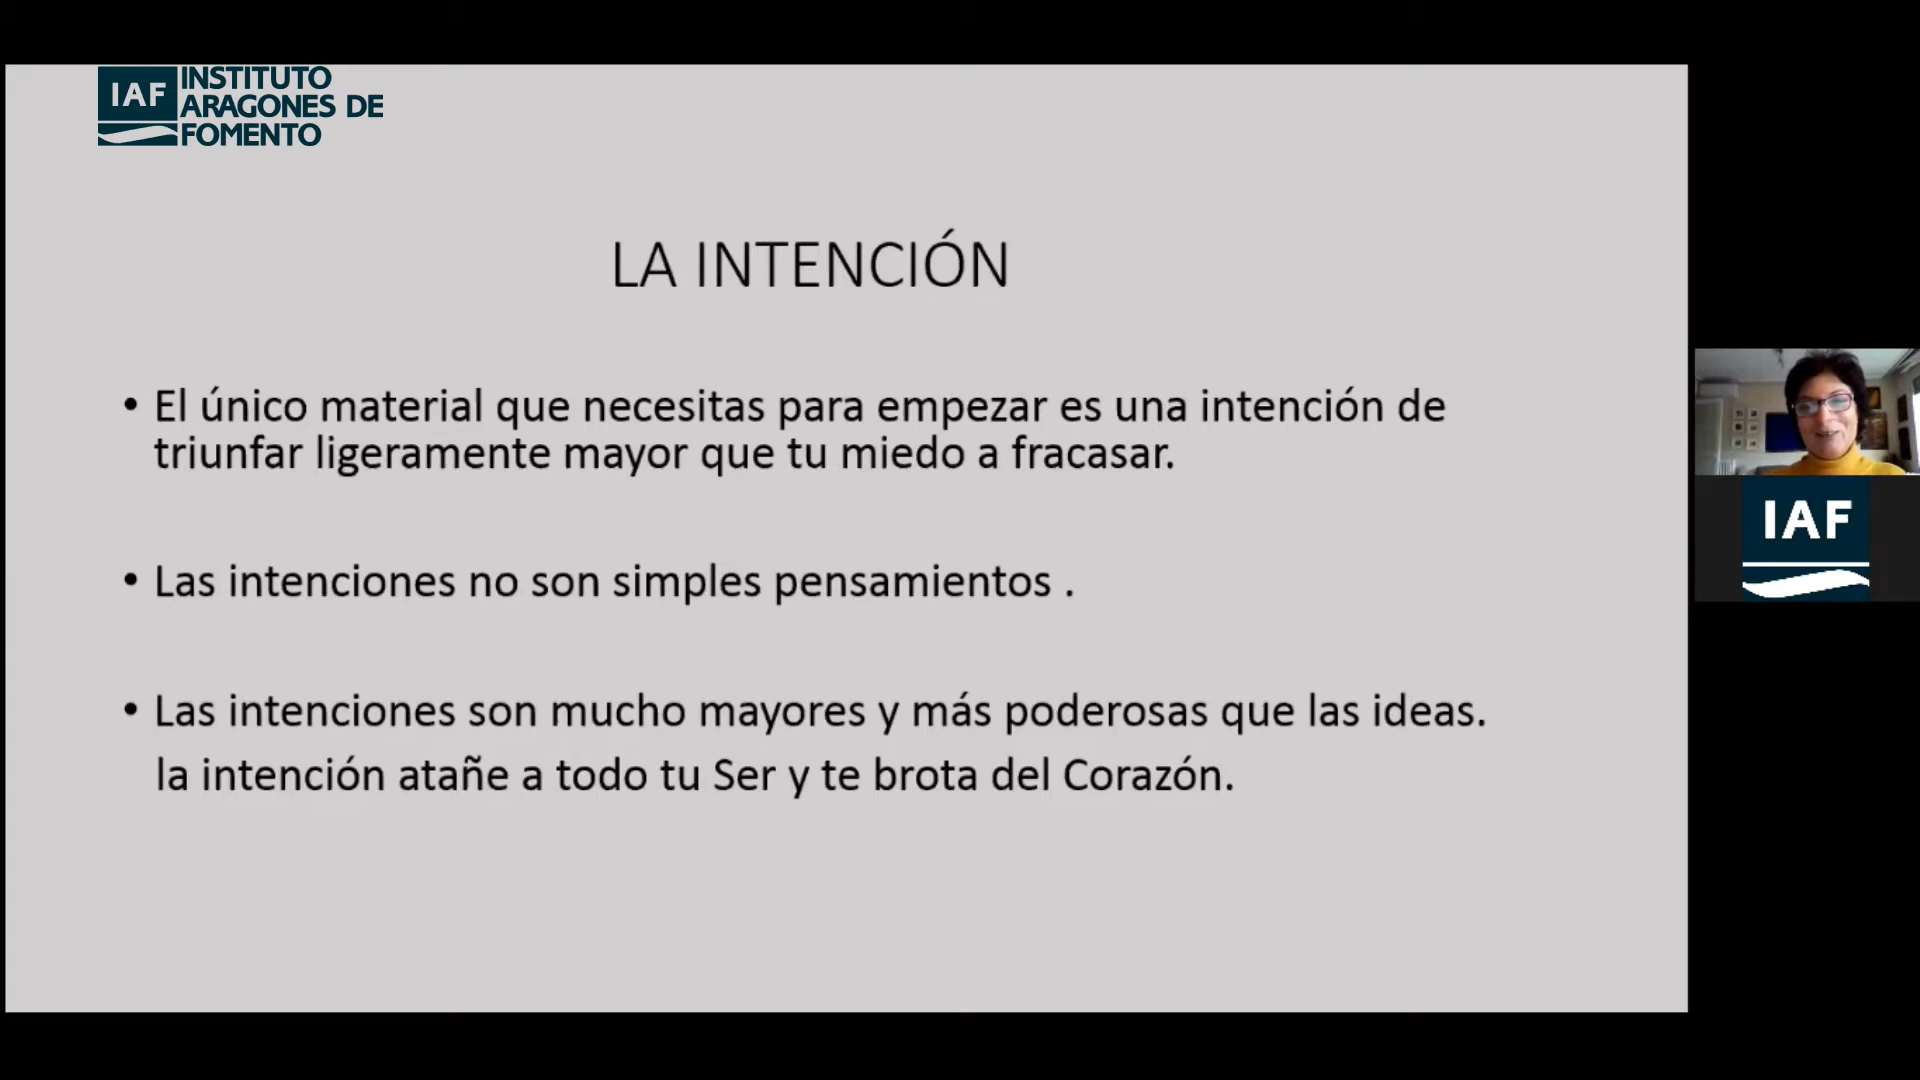 IAF
INSTITUTO
ARAGONES DE
FOMENTO
LA INTENCIÓN
• El único material que necesitas para empezar es una intención de
triunfar ligeramente mayor que tu miedo a fracasar.
• Las intenciones no son simples pensamientos .
• Las intenciones son mucho mayores y más poderosas que las ideas.
la intención atañe a todo tu Ser y te brota del Corazón.
IAF